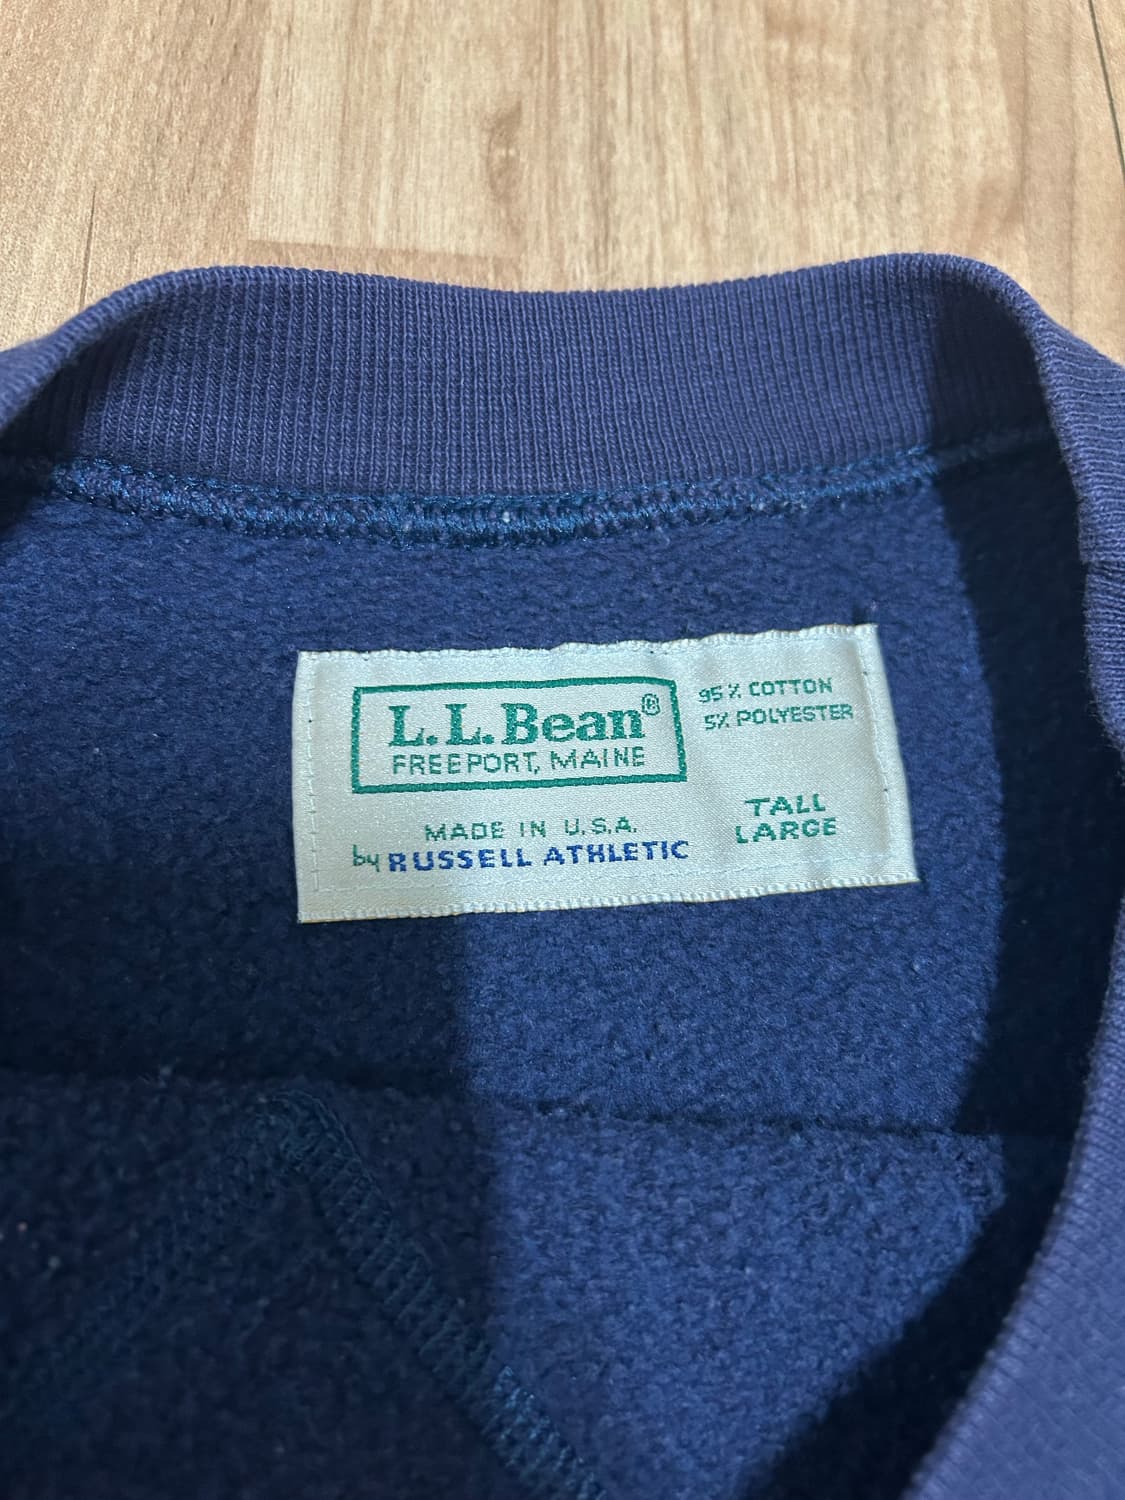 L.L.Bean®
FREEPORT, MAINE
95% COTTON
5% POLYESTER
MADE IN U.S.A.
by RUSSELL ATHLETIC
TALL
LARGE